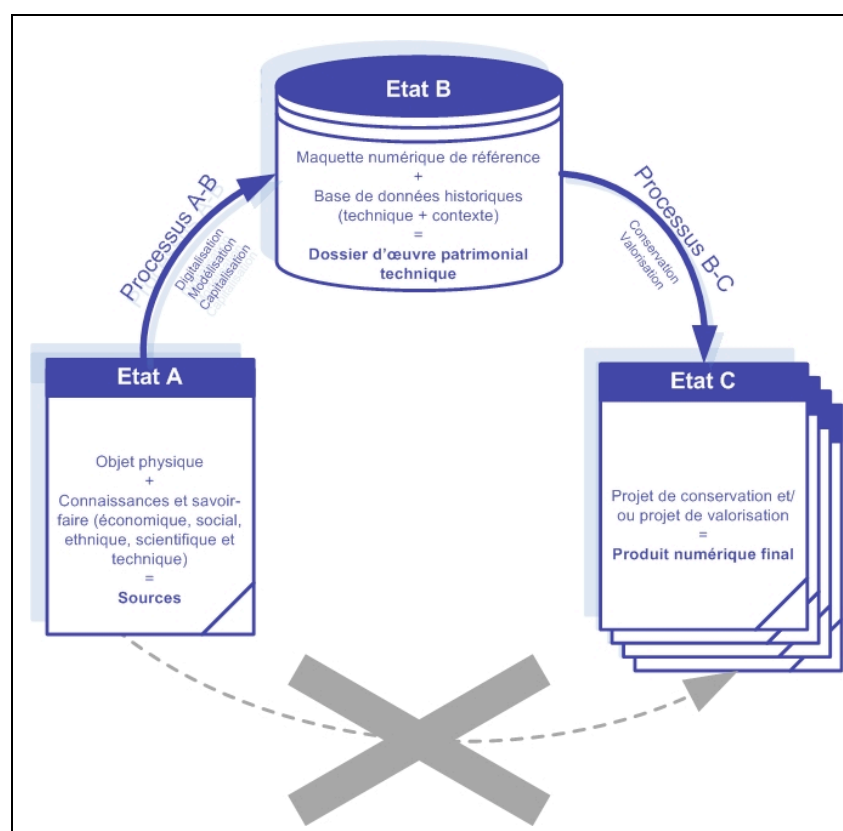 Etat B
Maquette numérique de référence
+
Base de données historiques
(technique + contexte)
=
Dossier d'œuvre patrimonial
technique
Processus A-B
Digitalisation
Modélisation
Capitalisation
Processus B-C
Conservation
Valorisation
Etat A
Objet physique
+
Connaissances et savoir-
faire (économique, social,
ethnique, scientifique et
technique)
=
Sources
Etat C
Projet de conservation et/
ou projet de valorisation
=
Produit numérique final